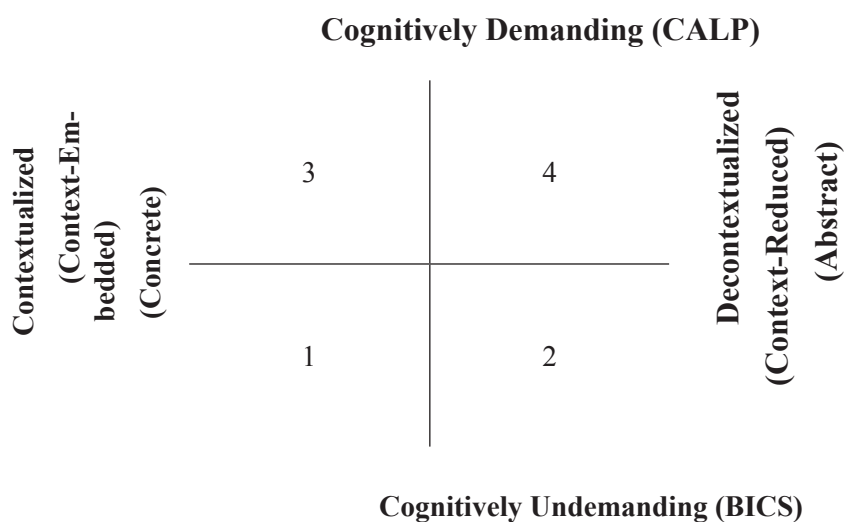 Cognitively Demanding (CALP)
Contextualized
(Context-Em-
bedded)
(Concrete)
3
4
Decontextualized
(Context-Reduced)
(Abstract)
1
2
Cognitively Undemanding (BICS)